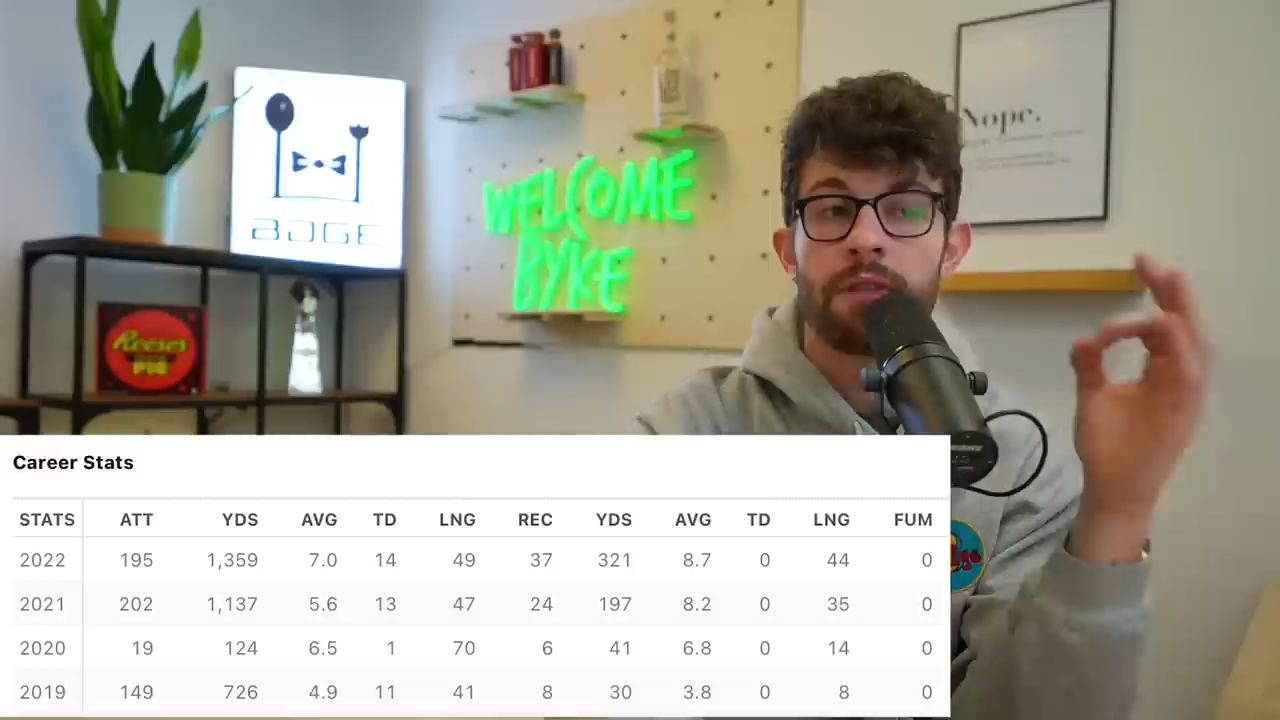 BDGE
WELCOME
BYKE
Nope.
Reese's
PIE
Career Stats
STATS ATT YDS AVG TD LNG REC YDS AVG TD LNG FUM
2022 195 1,359 7.0 14 49 37 321 8.7 0 44 0
2021 202 1,137 5.6 13 47 24 197 8.2 0 35 0
2020 19 124 6.5 1 70 6 41 6.8 0 14 0
2019 149 726 4.9 11 41 8 30 3.8 0 8 0